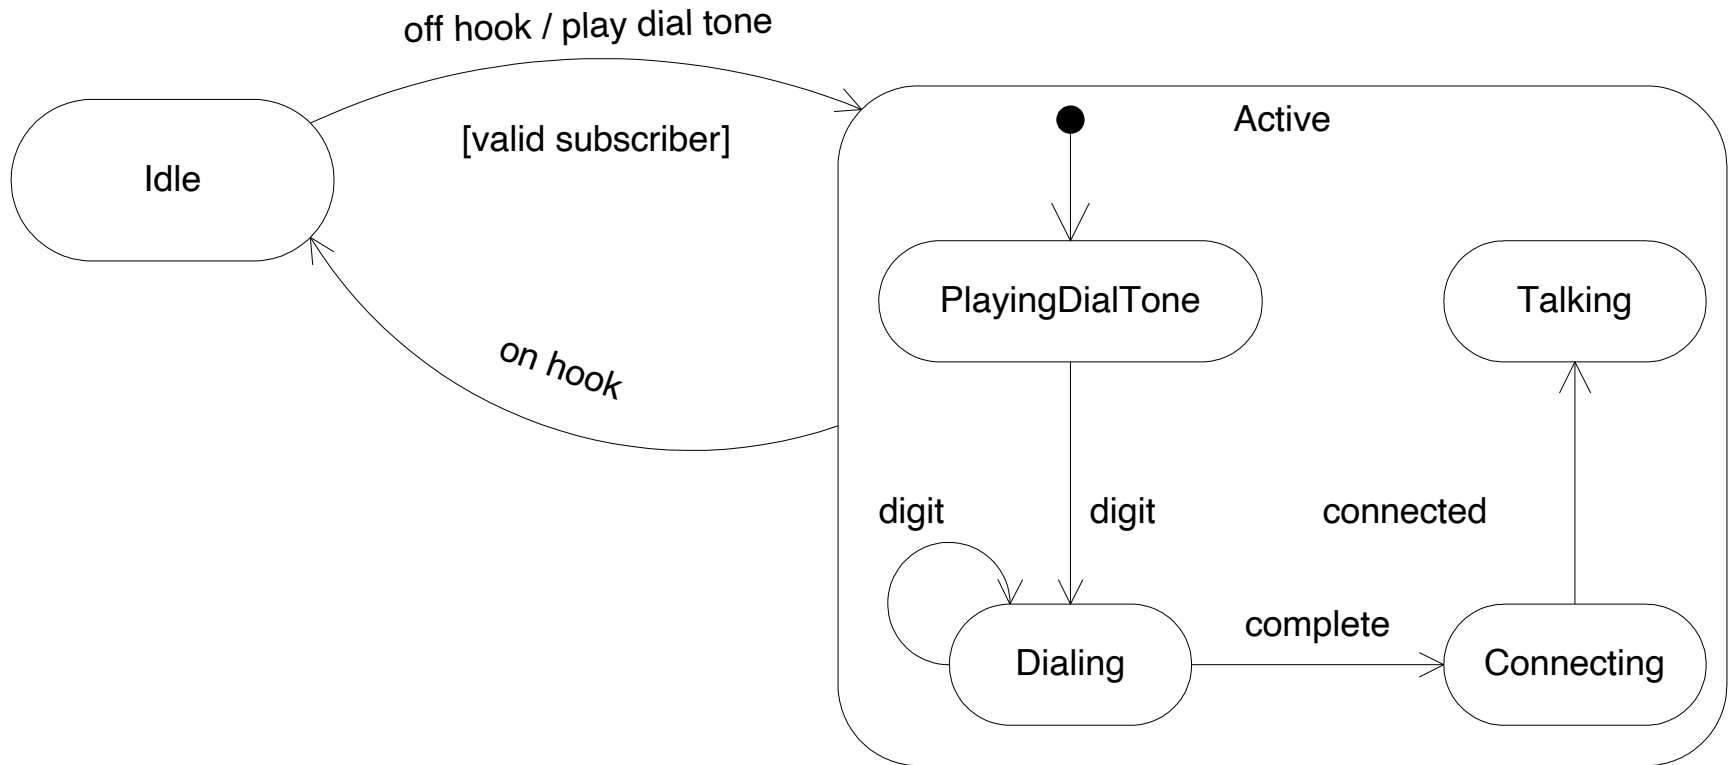 off hook / play dial tone
[valid subscriber]
Idle
on hook
Active
PlayingDialTone
Talking
digit
digit
connected
complete
Dialing
Connecting